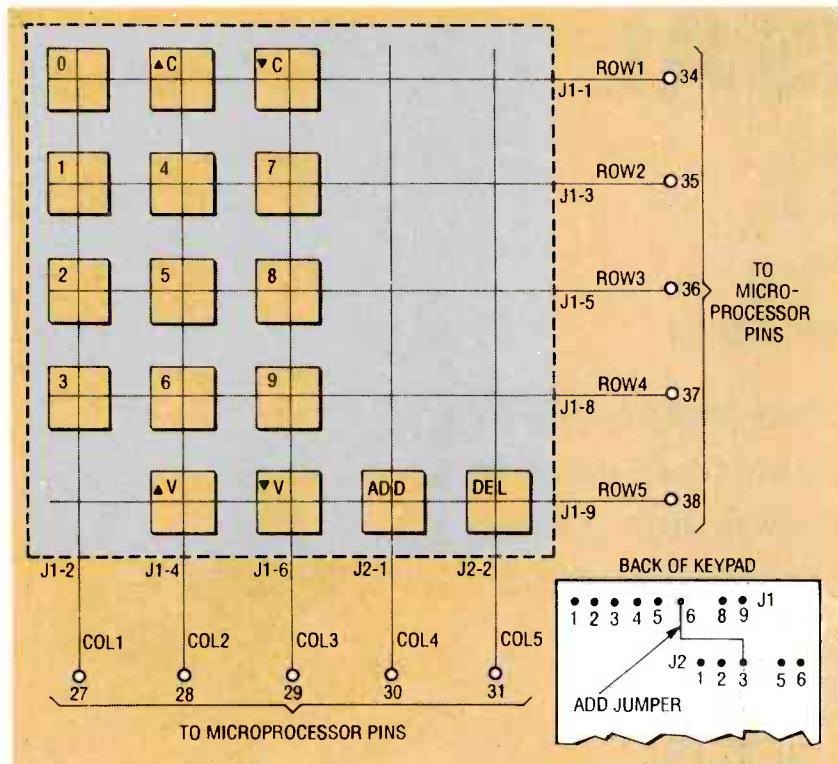 0 ▲C ▼C
ROW1
34
J1-1
1 4 7
ROW2
35
J1-3
2 5 8
ROW3
36
J1-5
TO
MICRO-
PROCESSOR
PINS
3 6 9
ROW4
37
J1-8
▲V ▼V ADD DEL
ROW5
38
J1-9
J1-2 J1-4 J1-6 J2-1 J2-2
COL1 COL2 COL3 COL4 COL5
27 28 29 30 31
TO MICROPROCESSOR PINS
BACK OF KEYPAD
J1
1 2 3 4 5 6 8 9
J2
1 2 3 5 6
ADD JUMPER